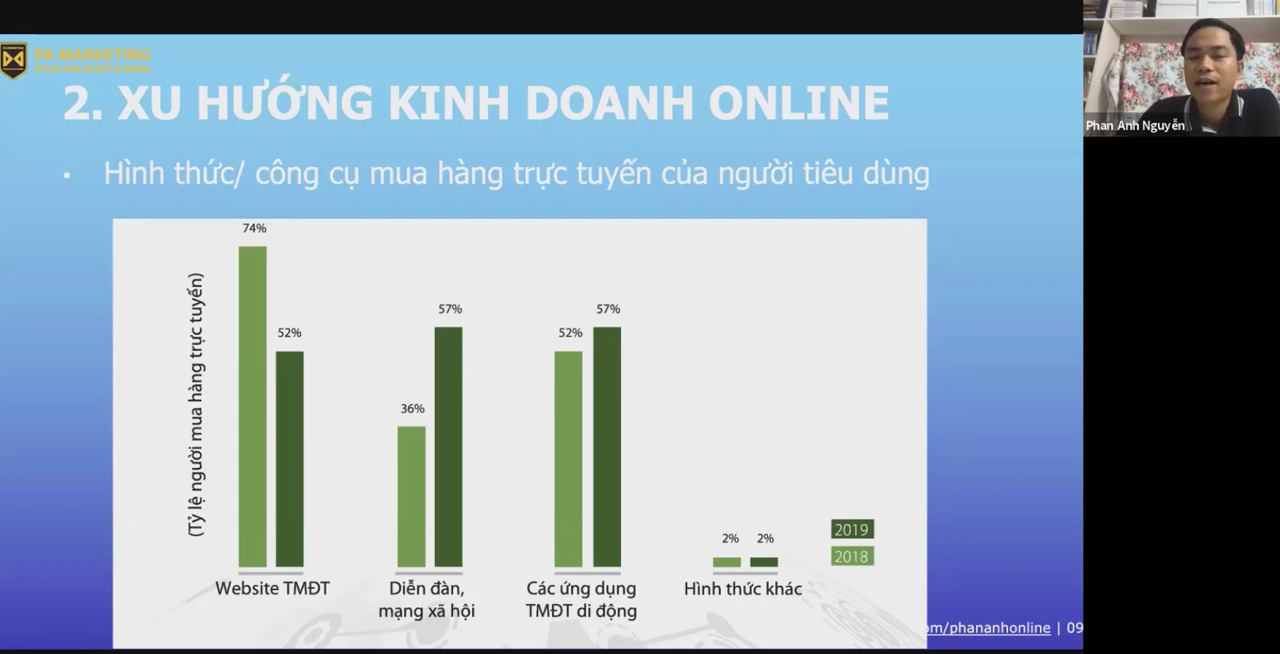 PA MARKETING
2. XU HƯỚNG KINH DOANH ONLINE
• Hình thức/ công cụ mua hàng trực tuyến của người tiêu dùng
Phan Anh Nguyễn
(Tỷ lệ người mua hàng trực tuyến)
74%
52%
36%
57%
52%
57%
2%
2%
2019
2018
Website TMĐT
Diễn đàn,
mạng xã hội
Các ứng dụng
TMĐT di động
Hình thức khác
om/phananhonline | 09